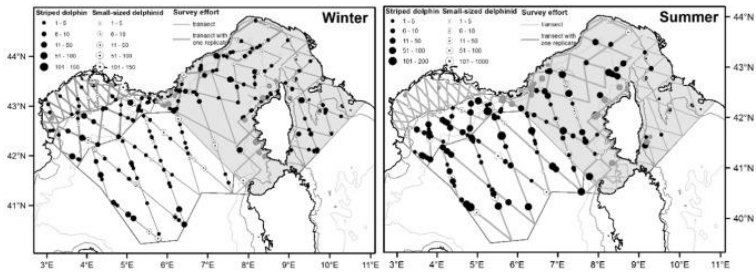 Striped dolphin Small-sized delphinid Survey effort Winter
1 - 5 1 - 5 transect
6 - 10 6 - 10 transect with
11 - 50 11 - 50 one replicate
51 - 100 51 - 100
101 - 150 101 - 150
44°N
43°N
42°N
41°N
3°E 4°E 5°E 6°E 7°E 8°E 9°E 10°E 11°E
Striped dolphin Small-sized delphinid Survey effort Summer
1 - 5 1 - 5 transect
6 - 10 6 - 10 transect with
11 - 50 11 - 50 one replicate
51 - 100 51 - 100
101 - 200 101 - 1000
44°N
43°N
42°N
41°N
40°N
3°E 4°E 5°E 6°E 7°E 8°E 9°E 10°E 11°E